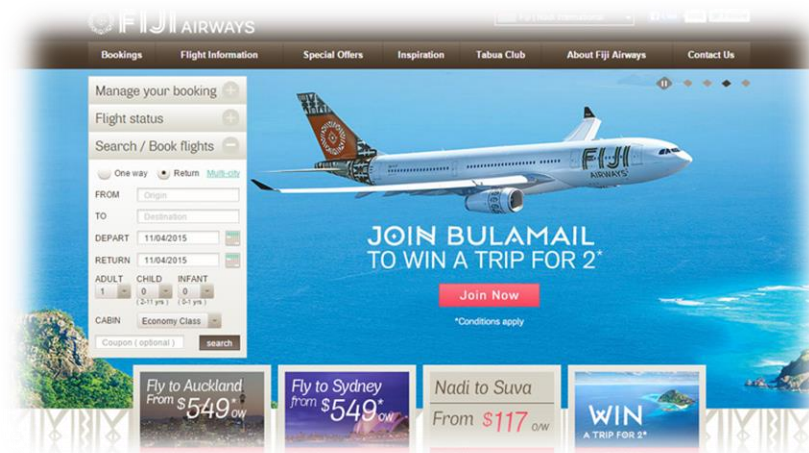 FIJI AIRWAYS
Bookings Flight Information Special Offers Inspiration Tabua Club About Fiji Airways Contact Us
Manage your booking
Flight status
Search / Book flights
One way Return Multi-city
FROM Origin
TO Destination
DEPART 11/04/2015
RETURN 11/04/2015
ADULT CHILD INFANT
1 0 0
(2-11 yrs) (0-1 yrs)
CABIN Economy Class
Coupon ( optional ) search
FIJI
AIRWAYS
JOIN BULAMAIL
TO WIN A TRIP FOR 2*
Join Now
*Conditions apply
Fly to Auckland
From $549* ow
Fly to Sydney
from $549* ow
Nadi to Suva
From $117 o/w
WIN
A TRIP FOR 2*